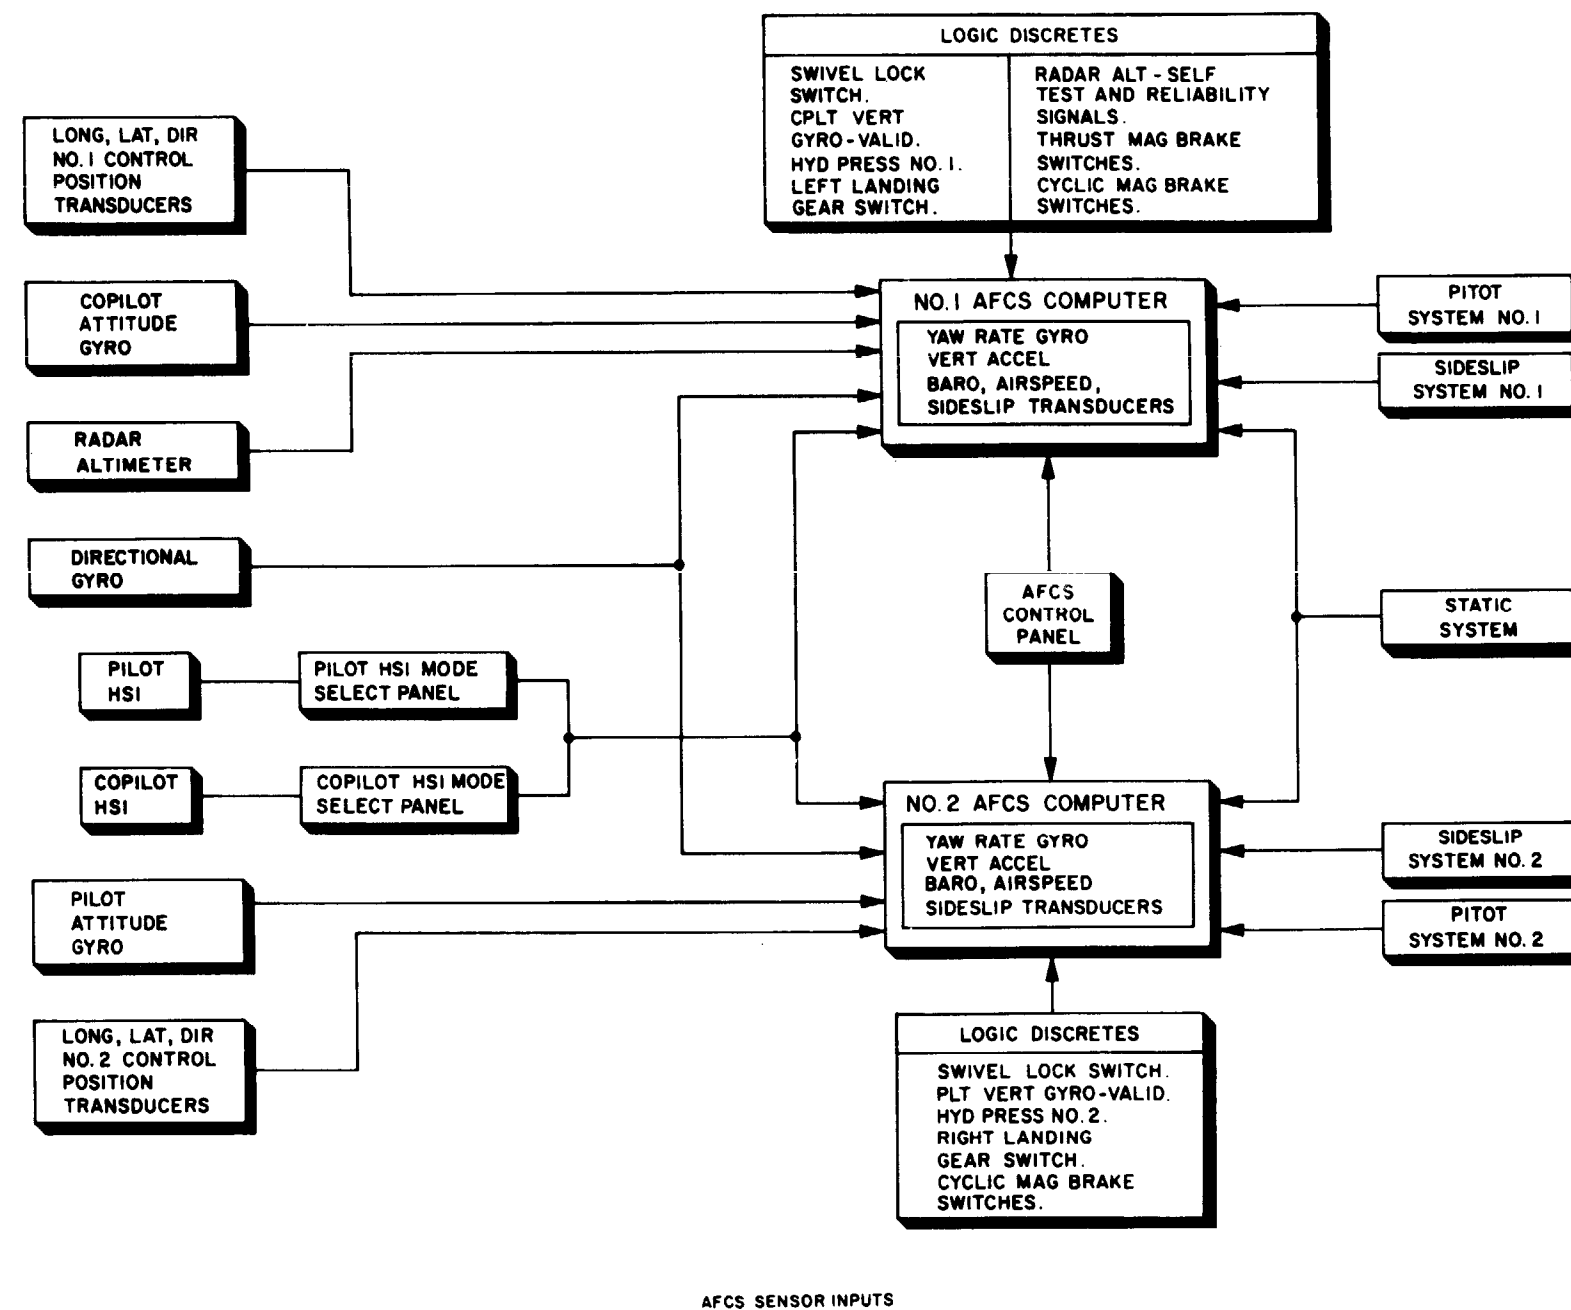 LOGIC DISCRETES
SWIVEL LOCK
SWITCH.
CPLT VERT
GYRO-VALID.
HYD PRESS NO. 1.
LEFT LANDING
GEAR SWITCH.
RADAR ALT - SELF
TEST AND RELIABILITY
SIGNALS.
THRUST MAG BRAKE
SWITCHES.
CYCLIC MAG BRAKE
SWITCHES.
LONG, LAT, DIR
NO. 1 CONTROL
POSITION
TRANSDUCERS
COPILOT
ATTITUDE
GYRO
RADAR
ALTIMETER
DIRECTIONAL
GYRO
PILOT
HSI
PILOT HSI MODE
SELECT PANEL
COPILOT
HSI
COPILOT HSI MODE
SELECT PANEL
PILOT
ATTITUDE
GYRO
LONG, LAT, DIR
NO. 2 CONTROL
POSITION
TRANSDUCERS
NO. 1 AFCS COMPUTER
YAW RATE GYRO
VERT ACCEL
BARO, AIRSPEED,
SIDESLIP TRANSDUCERS
AFCS
CONTROL
PANEL
NO. 2 AFCS COMPUTER
YAW RATE GYRO
VERT ACCEL
BARO, AIRSPEED
SIDESLIP TRANSDUCERS
PITOT
SYSTEM NO. 1
SIDESLIP
SYSTEM NO. 1
STATIC
SYSTEM
SIDESLIP
SYSTEM NO. 2
PITOT
SYSTEM NO. 2
LOGIC DISCRETES
SWIVEL LOCK SWITCH.
PLT VERT GYRO-VALID.
HYD PRESS NO. 2.
RIGHT LANDING
GEAR SWITCH.
CYCLIC MAG BRAKE
SWITCHES.
AFCS SENSOR INPUTS